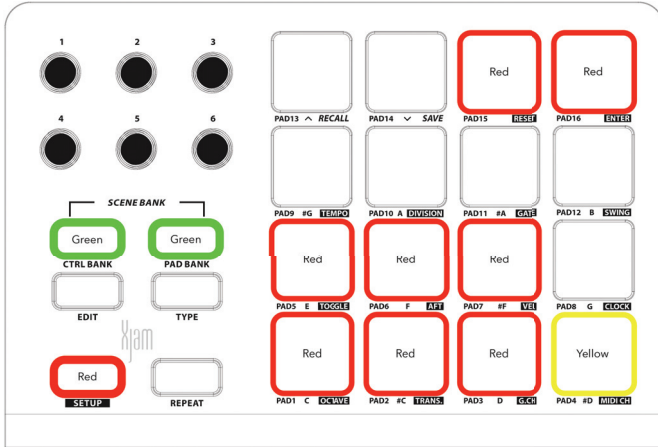 1 2 3
4 5 6
SCENE BANK
Green Green
CTRL BANK PAD BANK
EDIT TYPE
Xjam
Red
SETUP REPEAT
Red Red
PAD13 ^ RECALL PAD14 ⌄ SAVE PAD15 RESET PAD16 ENTER
PAD9 #G TEMPO PAD10 A DIVISION PAD11 #A GATE PAD12 B SWING
Red Red Red
PAD5 E TOGGLE PAD6 F AFT PAD7 #F VEL PAD8 G CLOCK
Red Red Red Yellow
PAD1 C OCTAVE PAD2 #C TRANS. PAD3 D G.CH PAD4 #D MIDI CH